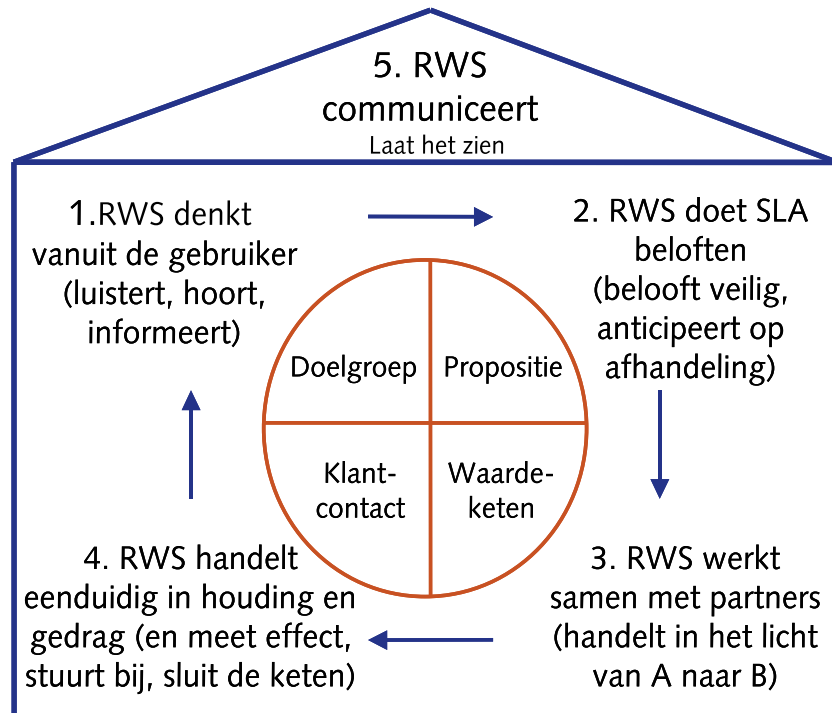 5. RWS
communiceert
Laat het zien
1.RWS denkt
vanuit de gebruiker
(luistert, hoort,
informeert)
2. RWS doet SLA
beloften
(belooft veilig,
anticipeert op
afhandeling)
Doelgroep
Propositie
Klant-
contact
Waarde-
keten
4. RWS handelt
eenduidig in houding en
gedrag (en meet effect,
stuurt bij, sluit de keten)
3. RWS werkt
samen met partners
(handelt in het licht
van A naar B)